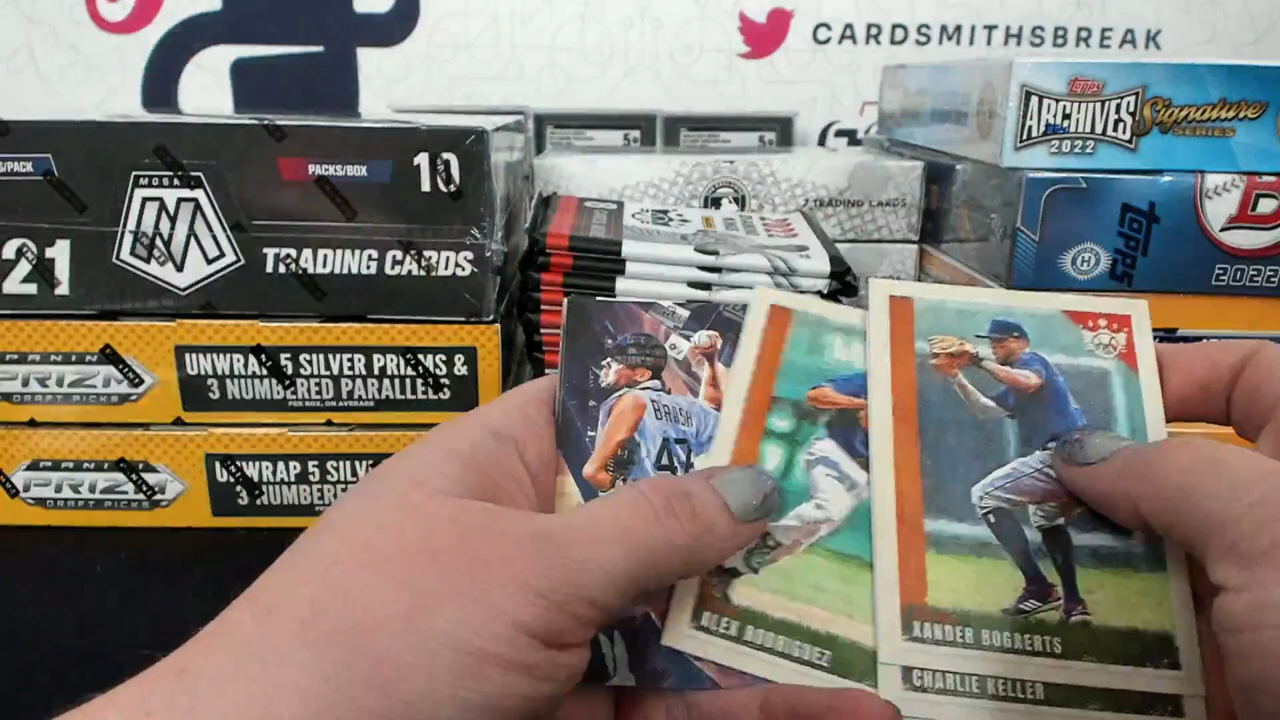 CARDSMITHSBREAK
Topps
ARCHIVES Signature
SERIES
2022
S/PACK
PACKS/BOX
10
MOSAIC
21
TRADING CARDS
7 TRADING CARDS
topps
B
2022
PANINI
PRIZM
DRAFT PICKS
UNWRAP 5 SILVER PRIZMS &
3 NUMBERED PARALLELS
PER BOX, ON AVERAGE
PANINI
PRIZM
DRAFT PICKS
UNWRAP 5 SILV
3 NUMBERE
5
5
BRASH
47
ALEX RODRIGUEZ
XANDER BOGAERTS
CHARLIE KELLER